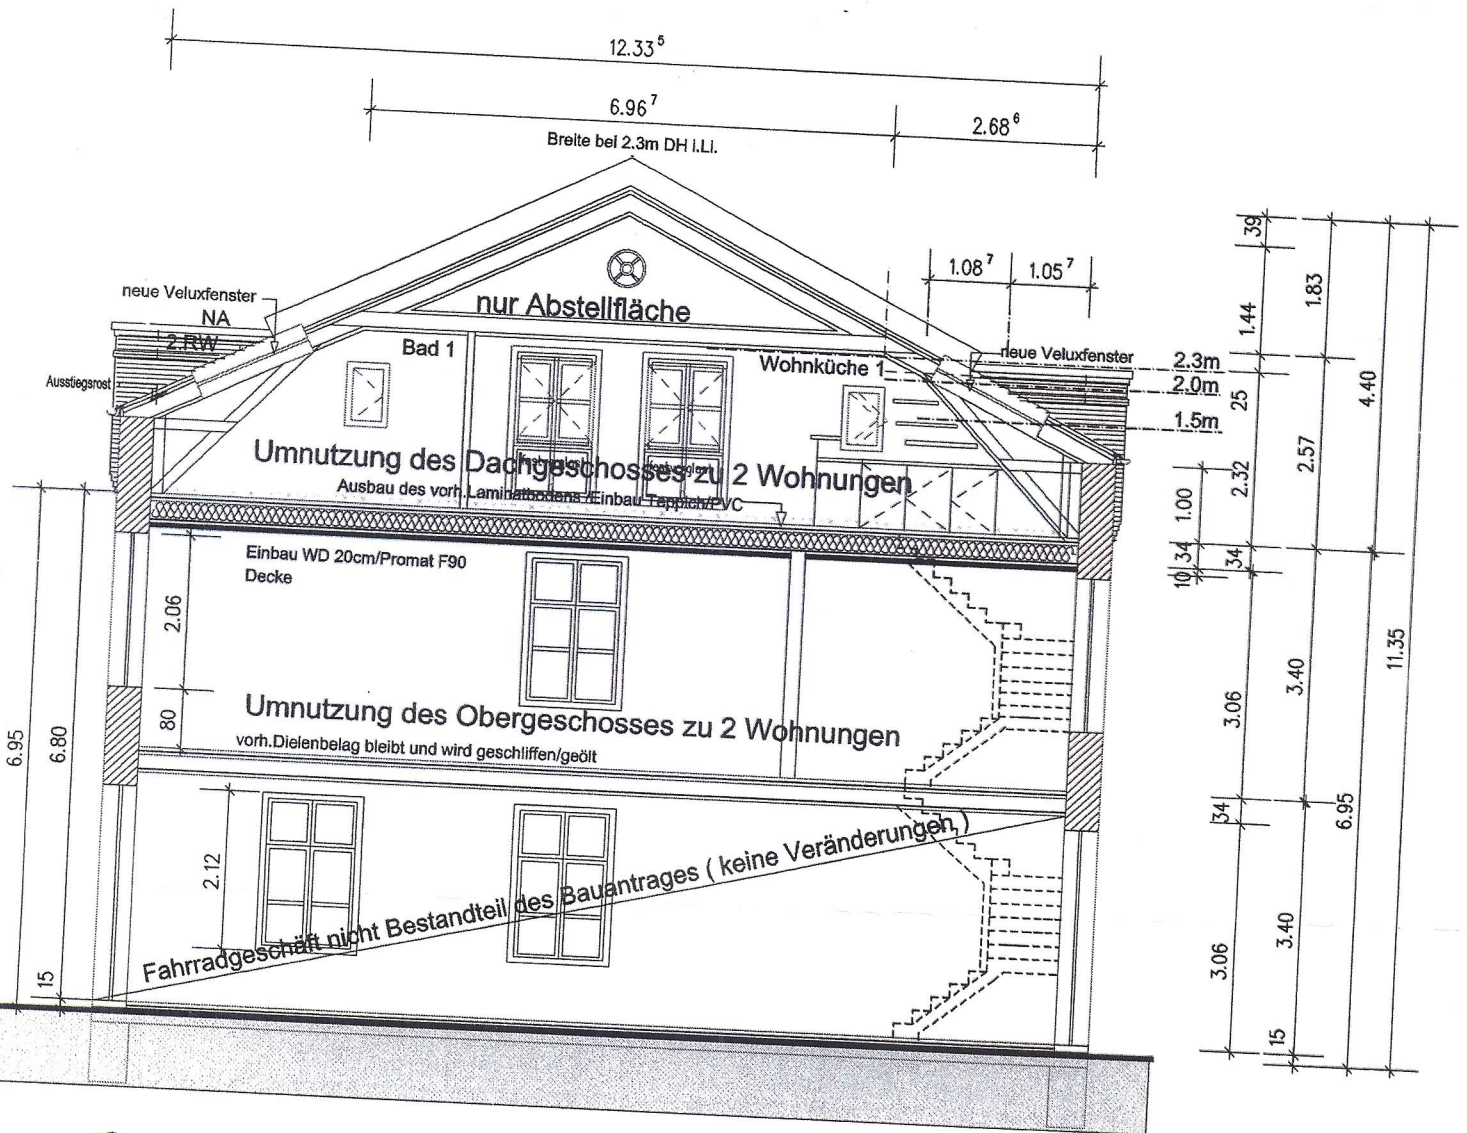 12.33⁵
6.96⁷
2.68⁶
Breite bei 2.3m DH i.Li.
1.08⁷
1.05⁷
neue Veluxfenster
NA
2.RW
Ausstiegsrost
nur Abstellfläche
Bad 1
Wohnküche 1
neue Veluxfenster
2.3m
2.0m
1.5m
Umnutzung des Dachgeschosses zu 2 Wohnungen
Ausbau des vorh.Laminatbodens /Einbau Teppich/PVC
Einbau WD 20cm/Promat F90
Decke
2.06
80
Umnutzung des Obergeschosses zu 2 Wohnungen
vorh.Dielenbelag bleibt und wird geschliffen/geölt
2.12
Fahrradgeschäft nicht Bestandteil des Bauantrages ( keine Veränderungen )
6.95
6.80
15
39
1.44
25
2.32
34
3.06
34
3.06
1.00
34
10
1.83
2.57
3.40
3.40
15
4.40
6.95
11.35